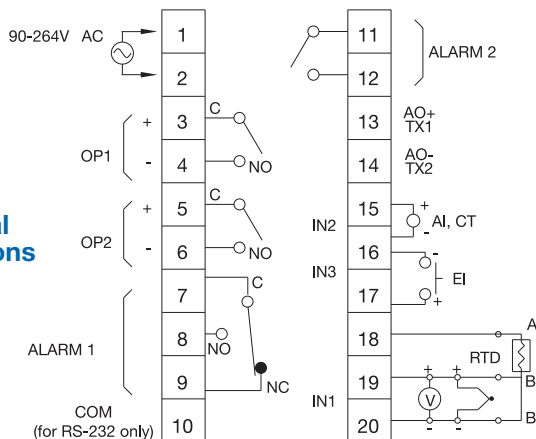 90-264V AC
1
2
OP1
+
3
C
-
4
NO
OP2
+
5
C
-
6
NO
al
ons
ALARM 1
7
C
8
NO
9
NC
COM
(for RS-232 only)
10
11
12
ALARM 2
13
AO+
TX1
14
AO-
TX2
IN2
15
+
AI, CT
-
IN3
16
-
EI
17
+
18
A
RTD
IN1
19
+
+
B
V
20
-
-
B